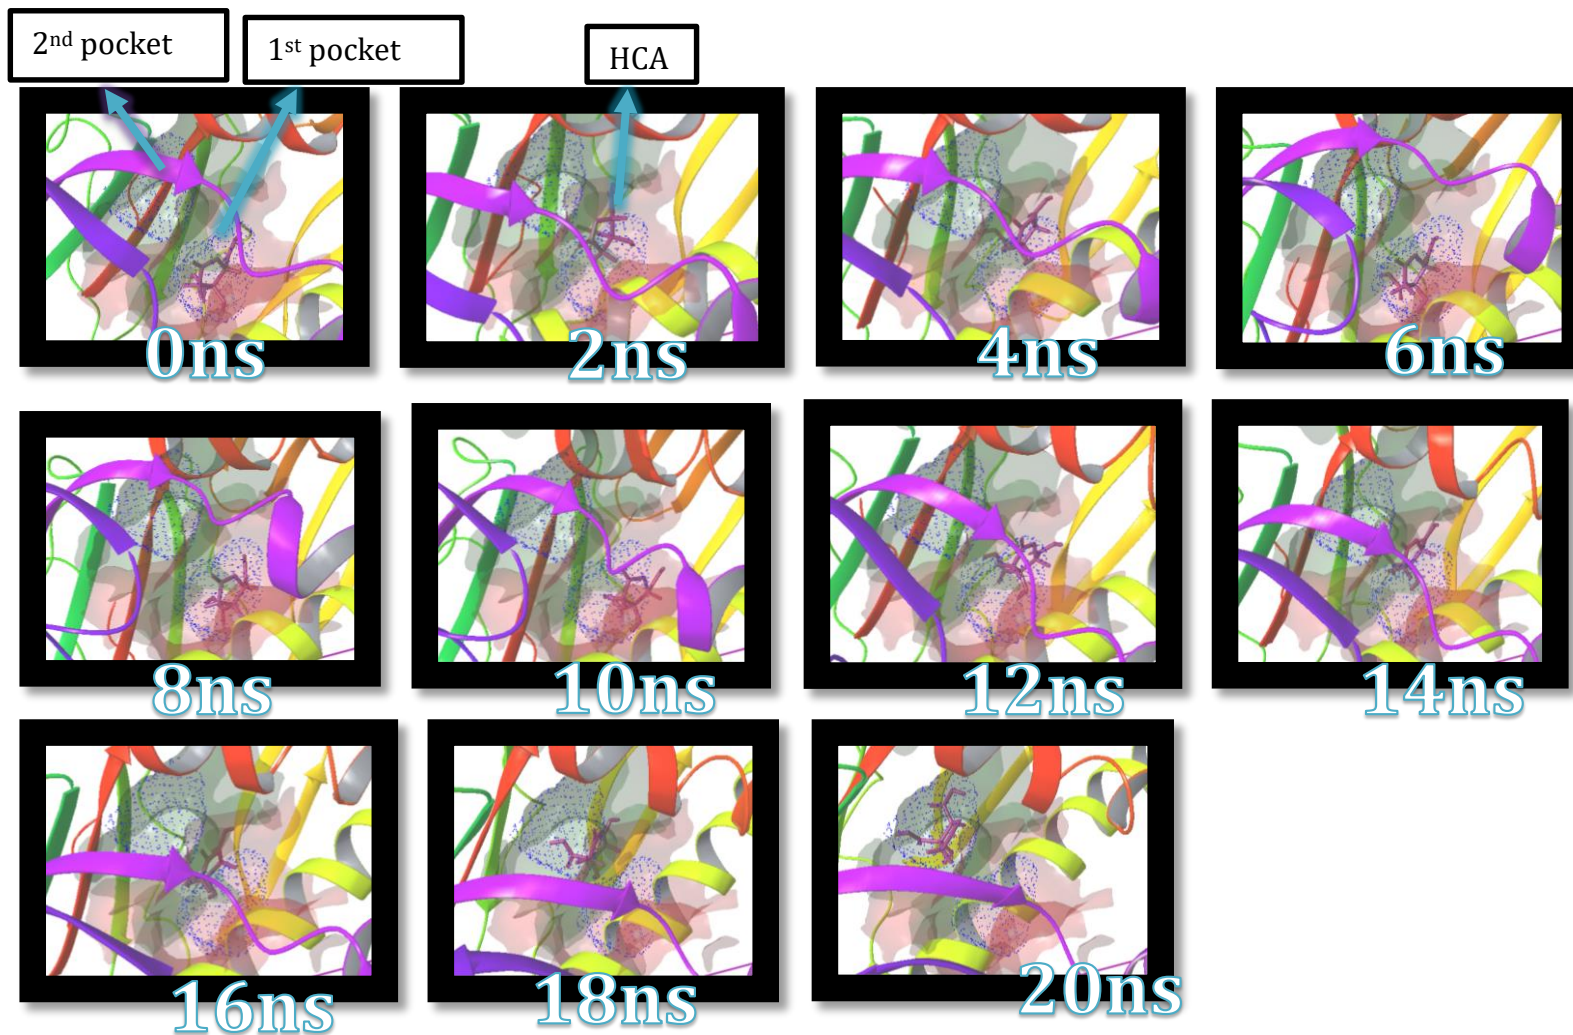 2nd pocket
1st pocket
HCA
0ns
2ns
4ns
6ns
8ns
10ns
12ns
14ns
16ns
18ns
20ns